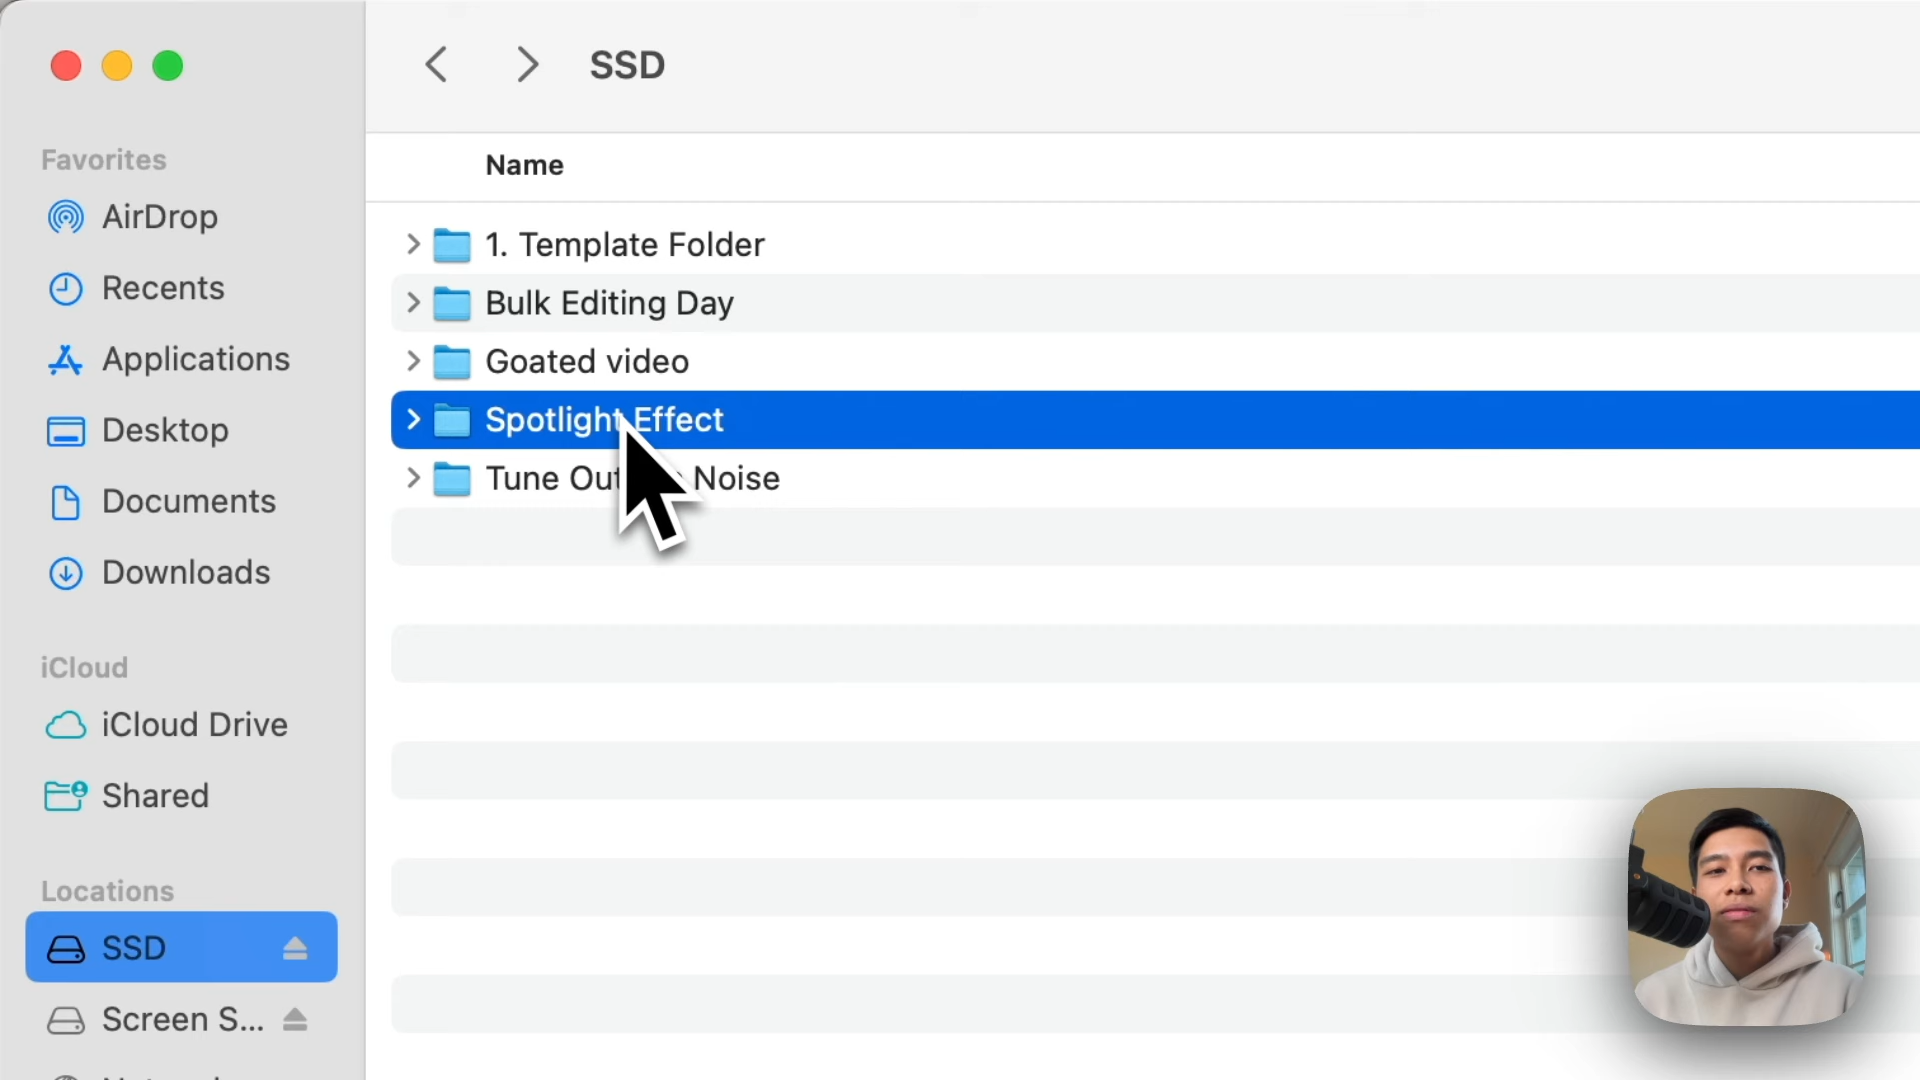 SSD
Favorites
AirDrop
Recents
Applications
Desktop
Documents
Downloads
iCloud
iCloud Drive
Shared
Locations
SSD
Screen S...
Name
1. Template Folder
Bulk Editing Day
Goated video
Spotlight Effect
Tune Out Noise